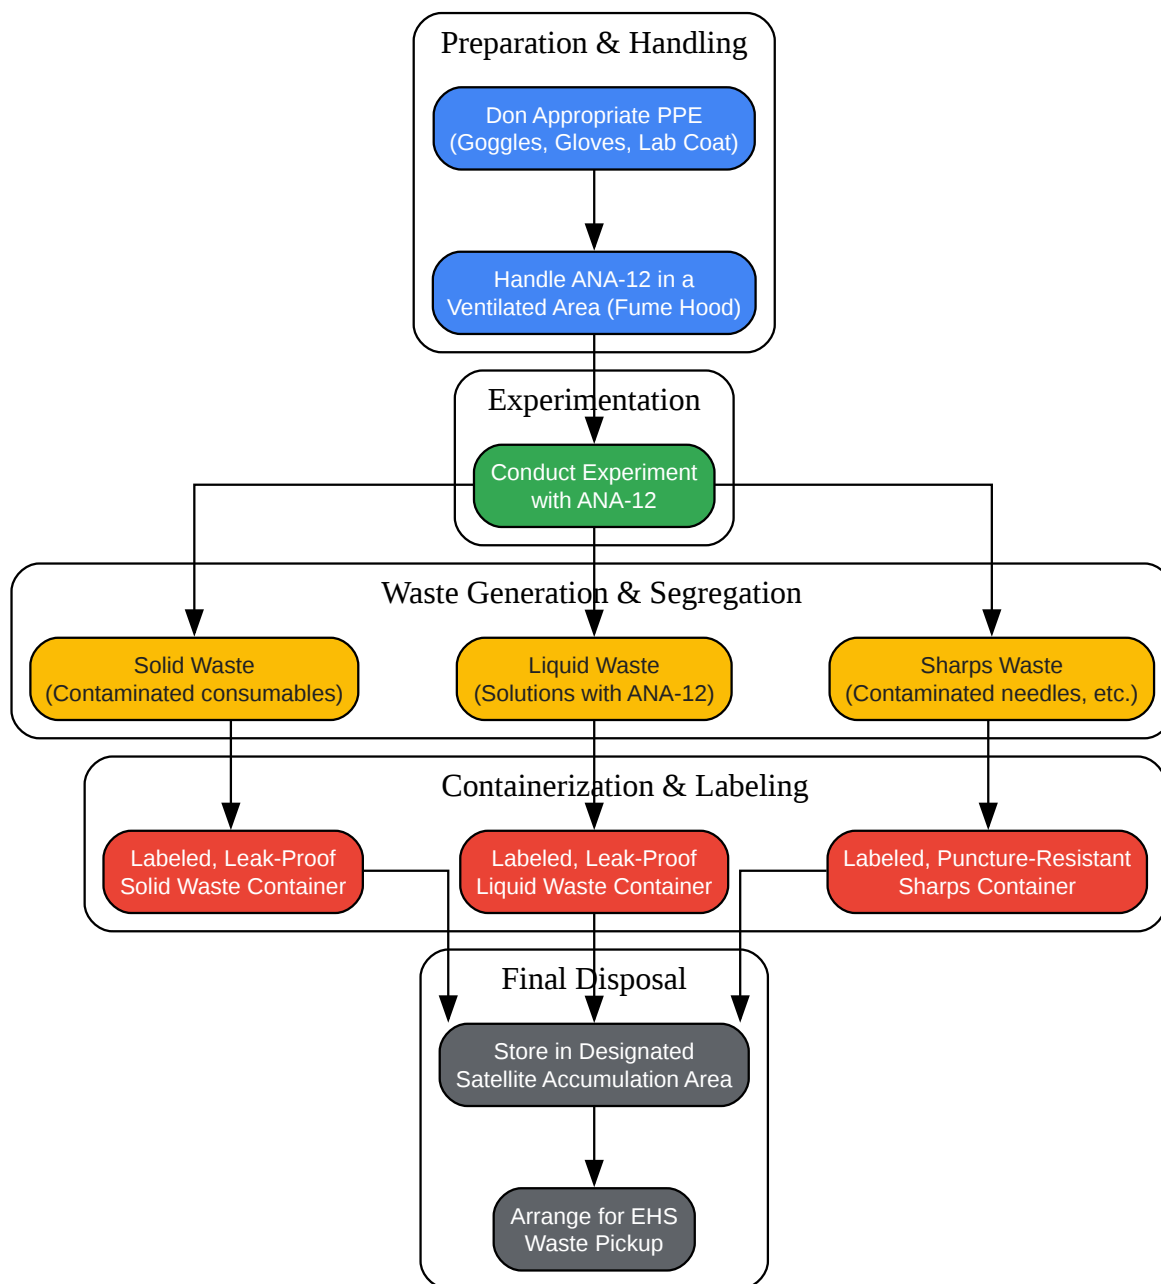 Preparation & Handling
Don Appropriate PPE
(Goggles, Gloves, Lab Coat)
Handle ANA-12 in a
Ventilated Area (Fume Hood)
Experimentation
Conduct Experiment
with ANA-12
Waste Generation & Segregation
Solid Waste
(Contaminated consumables)
Liquid Waste
(Solutions with ANA-12)
Sharps Waste
(Contaminated needles, etc.)
Containerization & Labeling
Labeled, Leak-Proof
Solid Waste Container
Labeled, Leak-Proof
Liquid Waste Container
Labeled, Puncture-Resistant
Sharps Container
Final Disposal
Store in Designated
Satellite Accumulation Area
Arrange for EHS
Waste Pickup